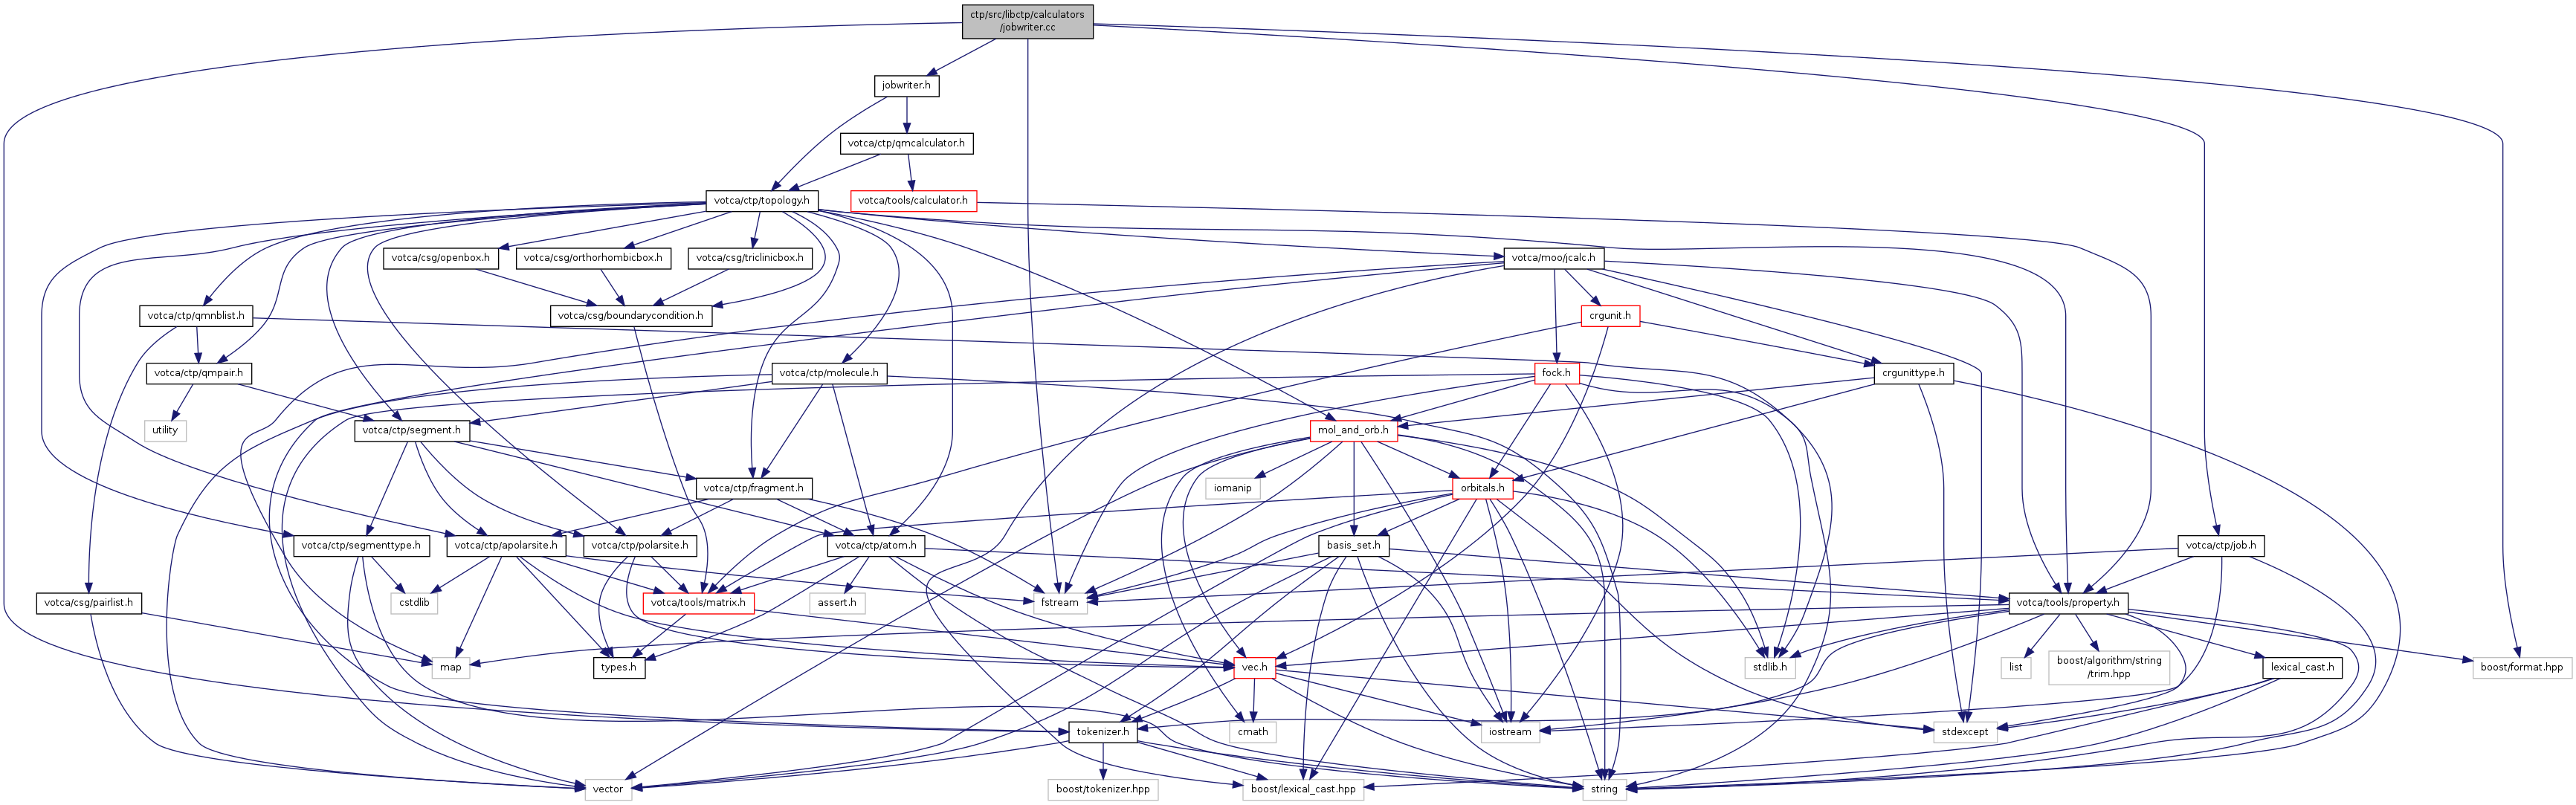 ctp/src/libctp/calculators
/jobwriter.cc
jobwriter.h
votca/ctp/qmcalculator.h
votca/ctp/topology.h
votca/tools/calculator.h
votca/csg/openbox.h
votca/csg/orthorhombicbox.h
votca/csg/triclinicbox.h
votca/moo/jcalc.h
votca/ctp/qmnblist.h
votca/csg/boundarycondition.h
crgunit.h
votca/ctp/qmpair.h
votca/ctp/molecule.h
fock.h
crgunittype.h
utility
votca/ctp/segment.h
mol_and_orb.h
votca/ctp/fragment.h
iomanip
orbitals.h
votca/ctp/segmenttype.h
votca/ctp/apolarsite.h
votca/ctp/polarsite.h
votca/ctp/atom.h
basis_set.h
votca/ctp/job.h
votca/csg/pairlist.h
cstdlib
votca/tools/matrix.h
assert.h
fstream
votca/tools/property.h
map
types.h
vec.h
stdlib.h
list
boost/algorithm/string
/trim.hpp
lexical_cast.h
boost/format.hpp
tokenizer.h
cmath
iostream
stdexcept
vector
boost/tokenizer.hpp
boost/lexical_cast.hpp
string